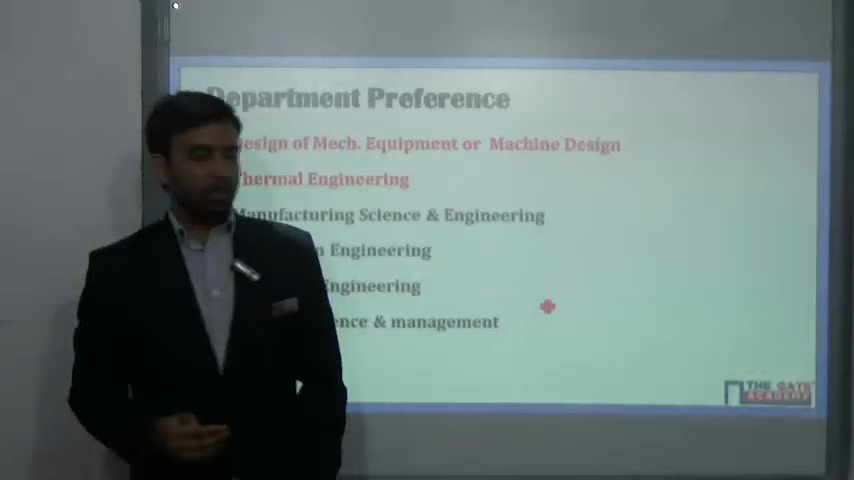 Department Preference
Design of Mech. Equipment or Machine Design
Thermal Engineering
Manufacturing Science & Engineering
Engineering
Engineering
& management
THE GATE
ACADEMY